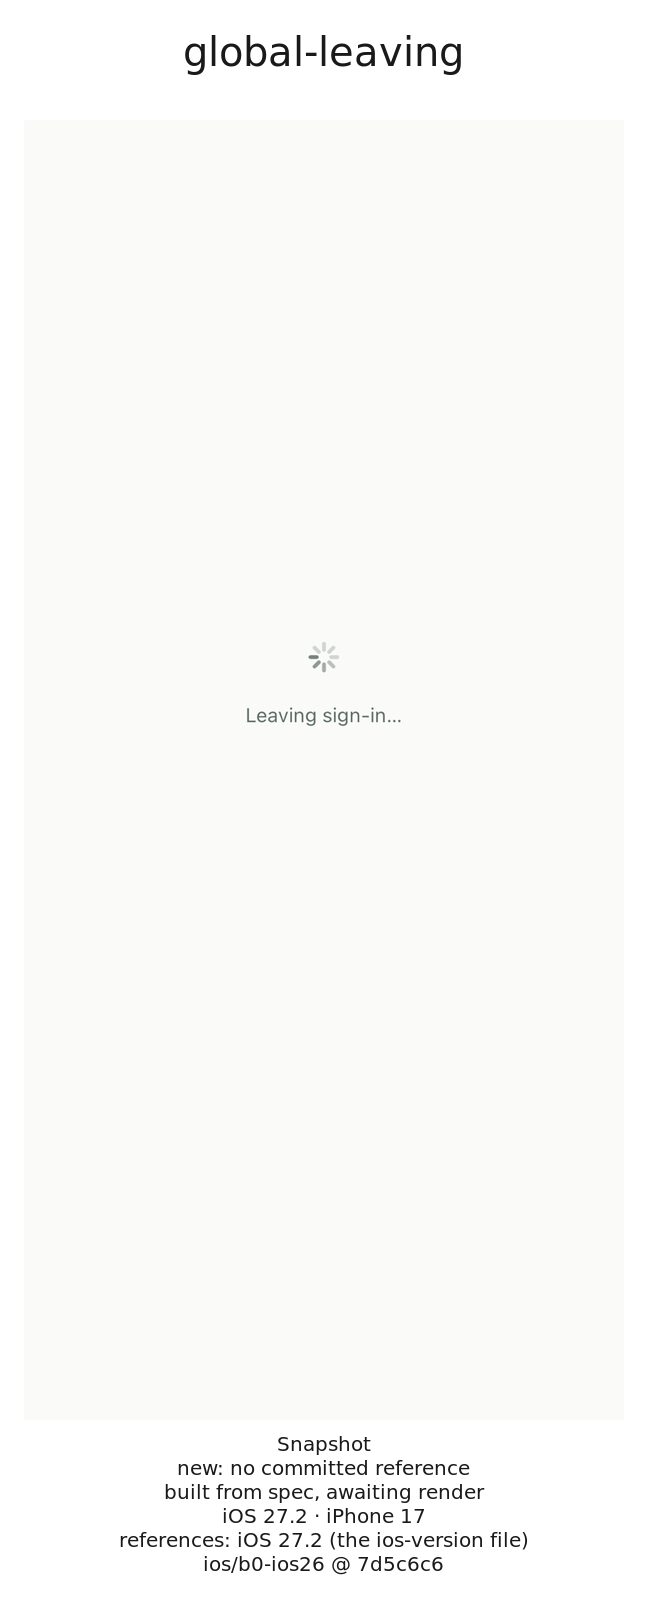 global-leaving
Leaving sign-in…
Snapshot
new: no committed reference
built from spec, awaiting render
iOS 27.2 · iPhone 17
references: iOS 27.2 (the ios-version file)
ios/b0-ios26 @ 7d5c6c6